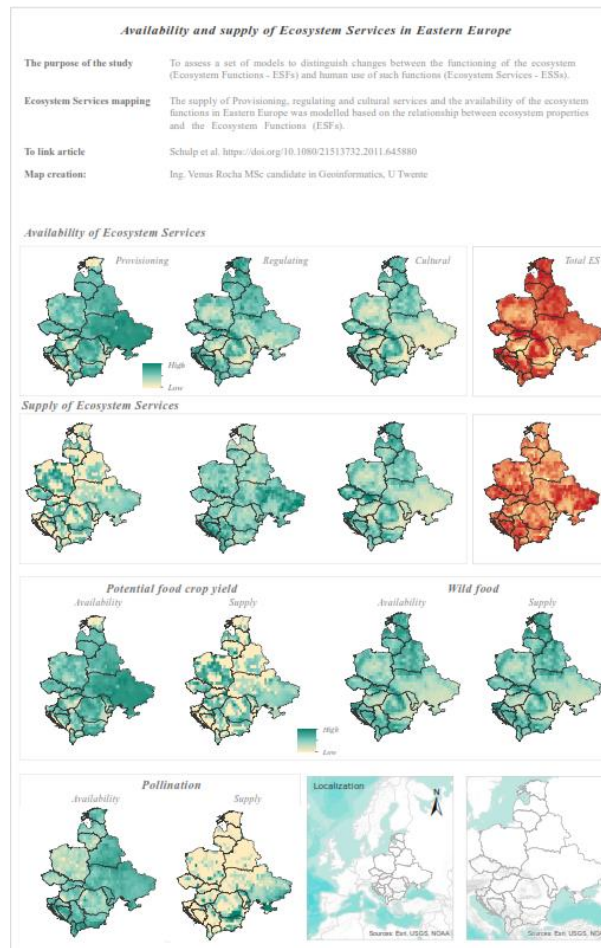 Availability and supply of Ecosystem Services in Eastern Europe
The purpose of the study
To assess a set of models to distinguish changes between the functioning of the ecosystem
(Ecosystem Functions - ESFs) and human use of such functions (Ecosystem Services - ESSs).
Ecosystem Services mapping
The supply of Provisioning, regulating and cultural services and the availability of the ecosystem
functions in Eastern Europe was modelled based on the relationship between ecosystem properties
and the Ecosystem Functions (ESFs).
To link article
Schulp et al. https://doi.org/10.1080/21513732.2011.645880
Map creation:
Ing. Venus Rocha MSc candidate in Geoinformatics, U Twente
Availability of Ecosystem Services
Provisioning
Regulating
Cultural
Total ES
High
Low
Supply of Ecosystem Services
Potential food crop yield
Wild food
Availability
Supply
Availability
Supply
High
Low
Pollination
Availability
Supply
Localization
N
Sources: Esri, USGS, NOAA
Sources: Esri, USGS, NOA